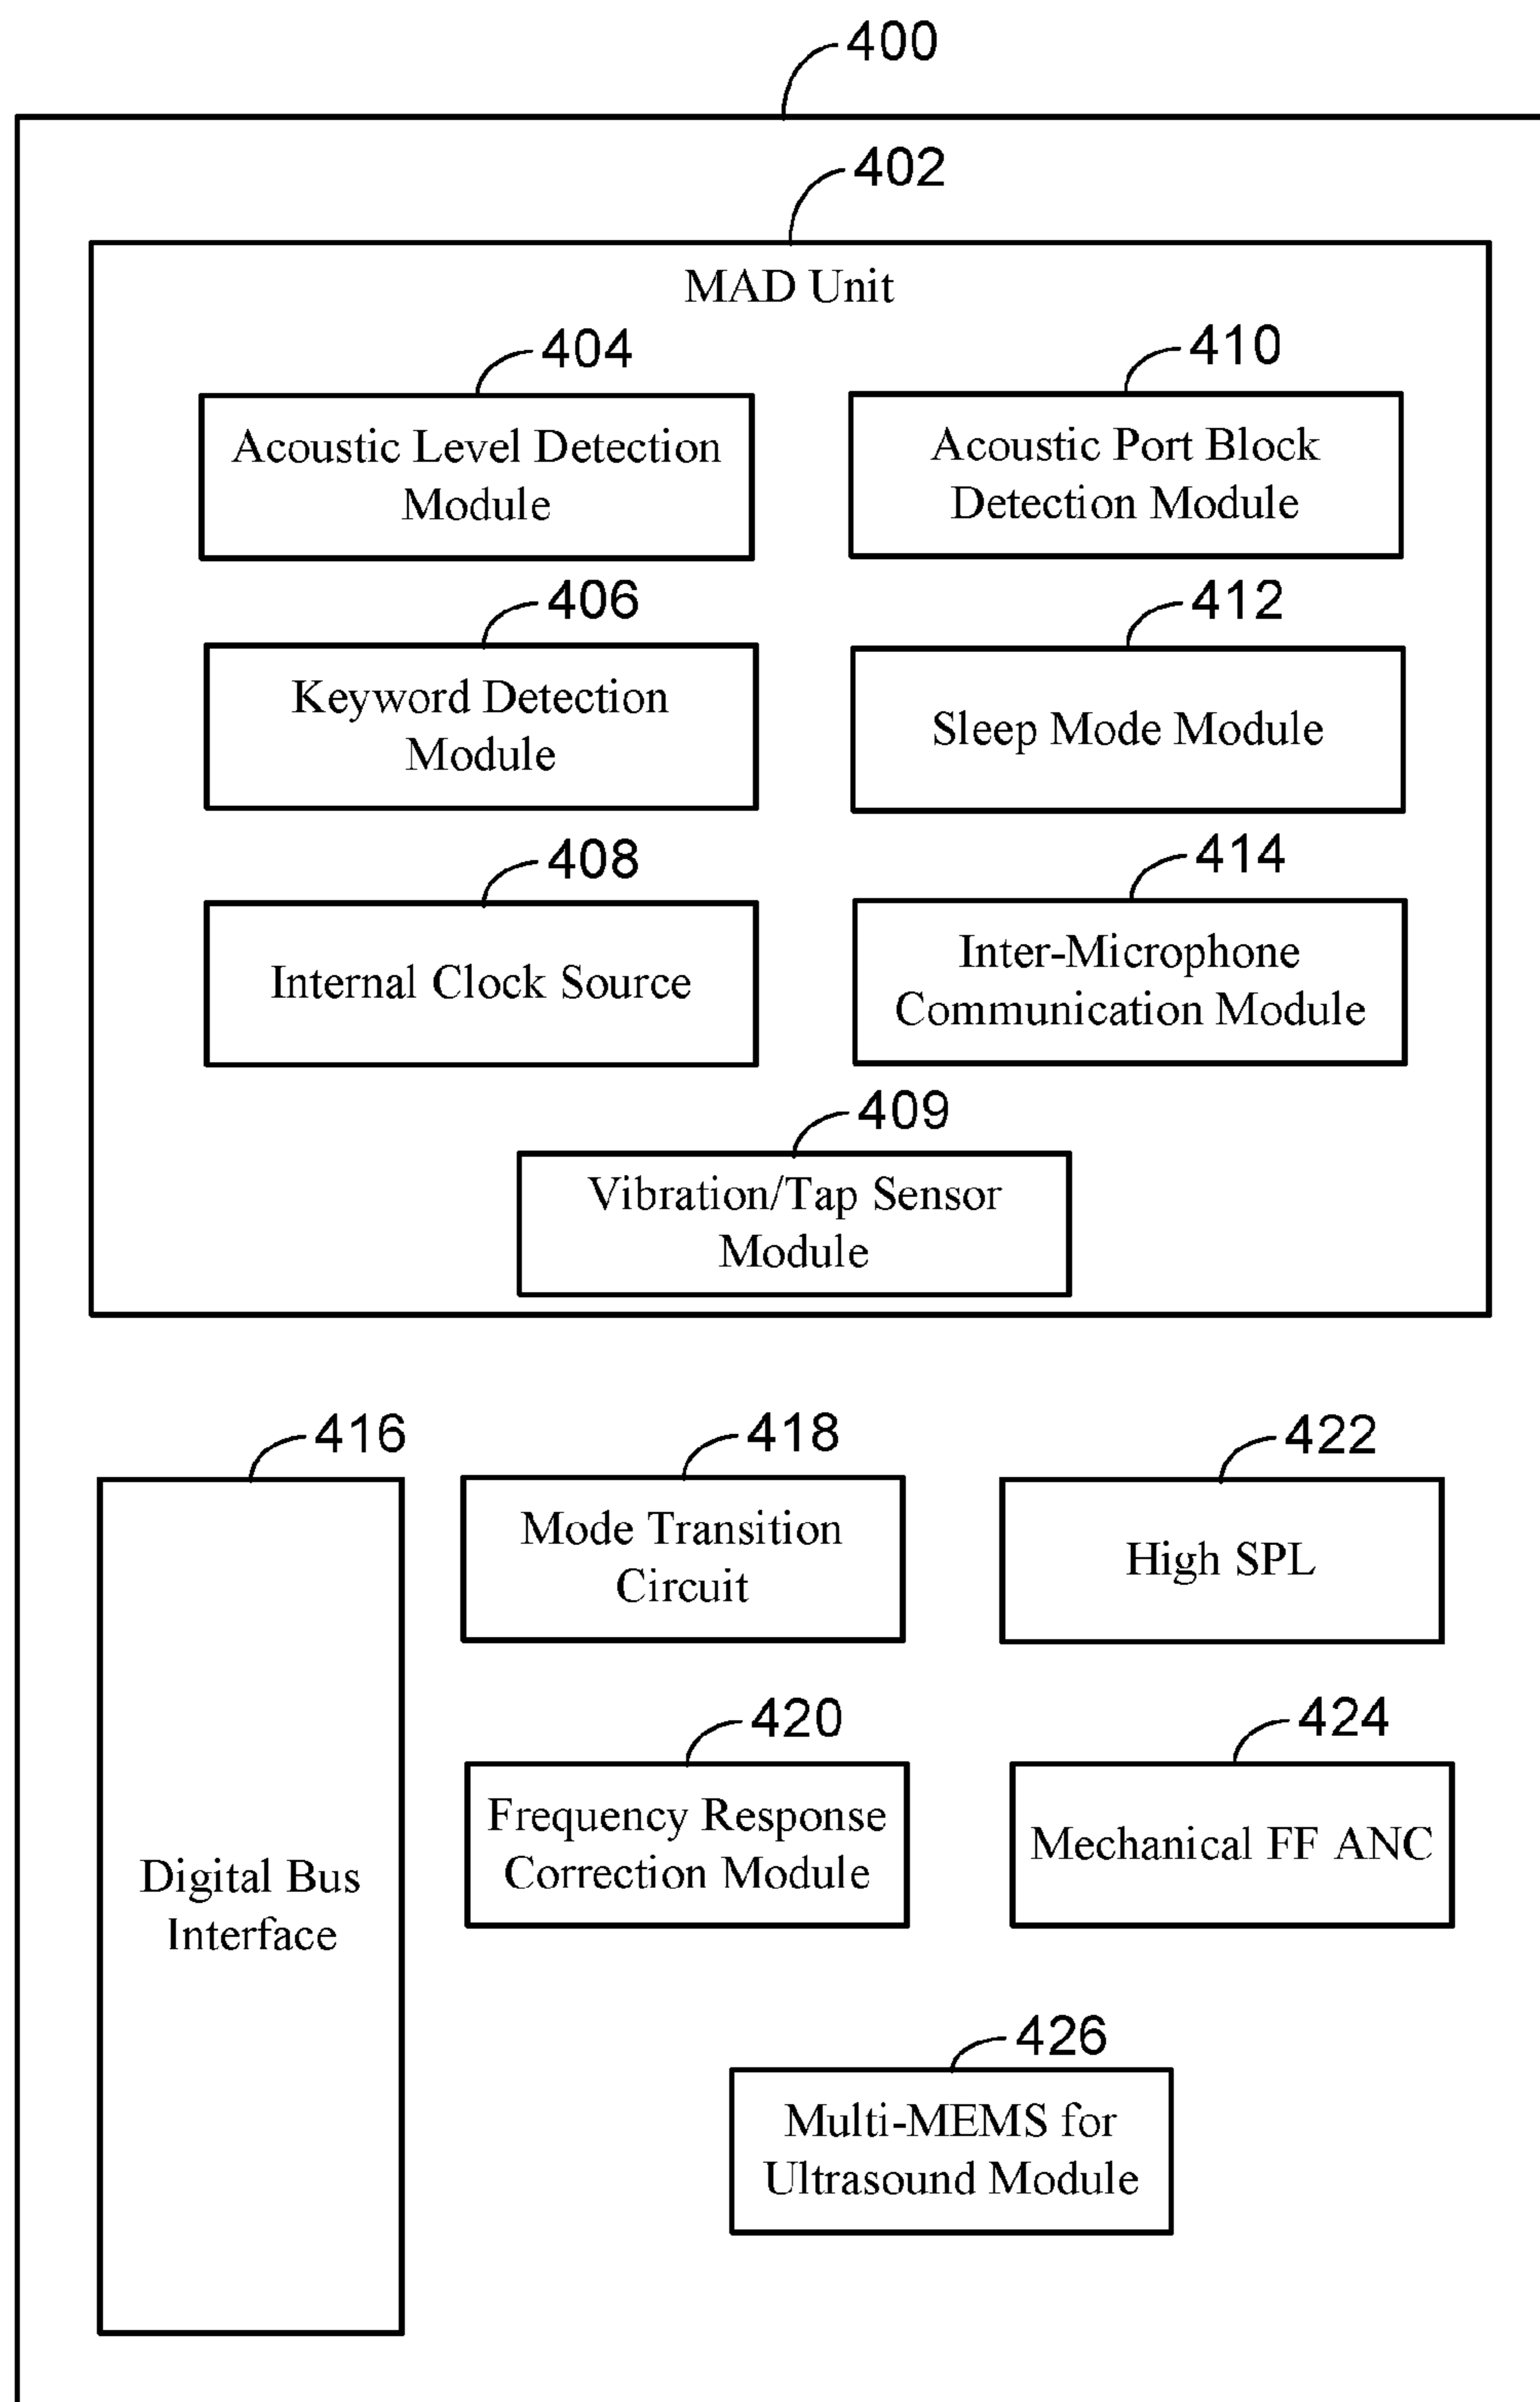 400
402
MAD Unit
404
Acoustic Level Detection
Module
410
Acoustic Port Block
Detection Module
406
Keyword Detection
Module
412
Sleep Mode Module
408
Internal Clock Source
414
Inter-Microphone
Communication Module
409
Vibration/Tap Sensor
Module
416
Digital Bus
Interface
418
Mode Transition
Circuit
422
High SPL
420
Frequency Response
Correction Module
424
Mechanical FF ANC
426
Multi-MEMS for
Ultrasound Module